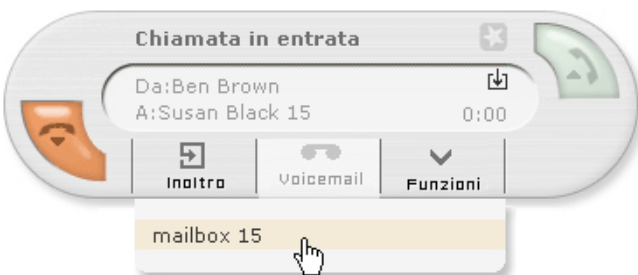 Chiamata in entrata
Da:Ben Brown
A:Susan Black 15 0:00
Inoltro Voicemail Funzioni
mailbox 15